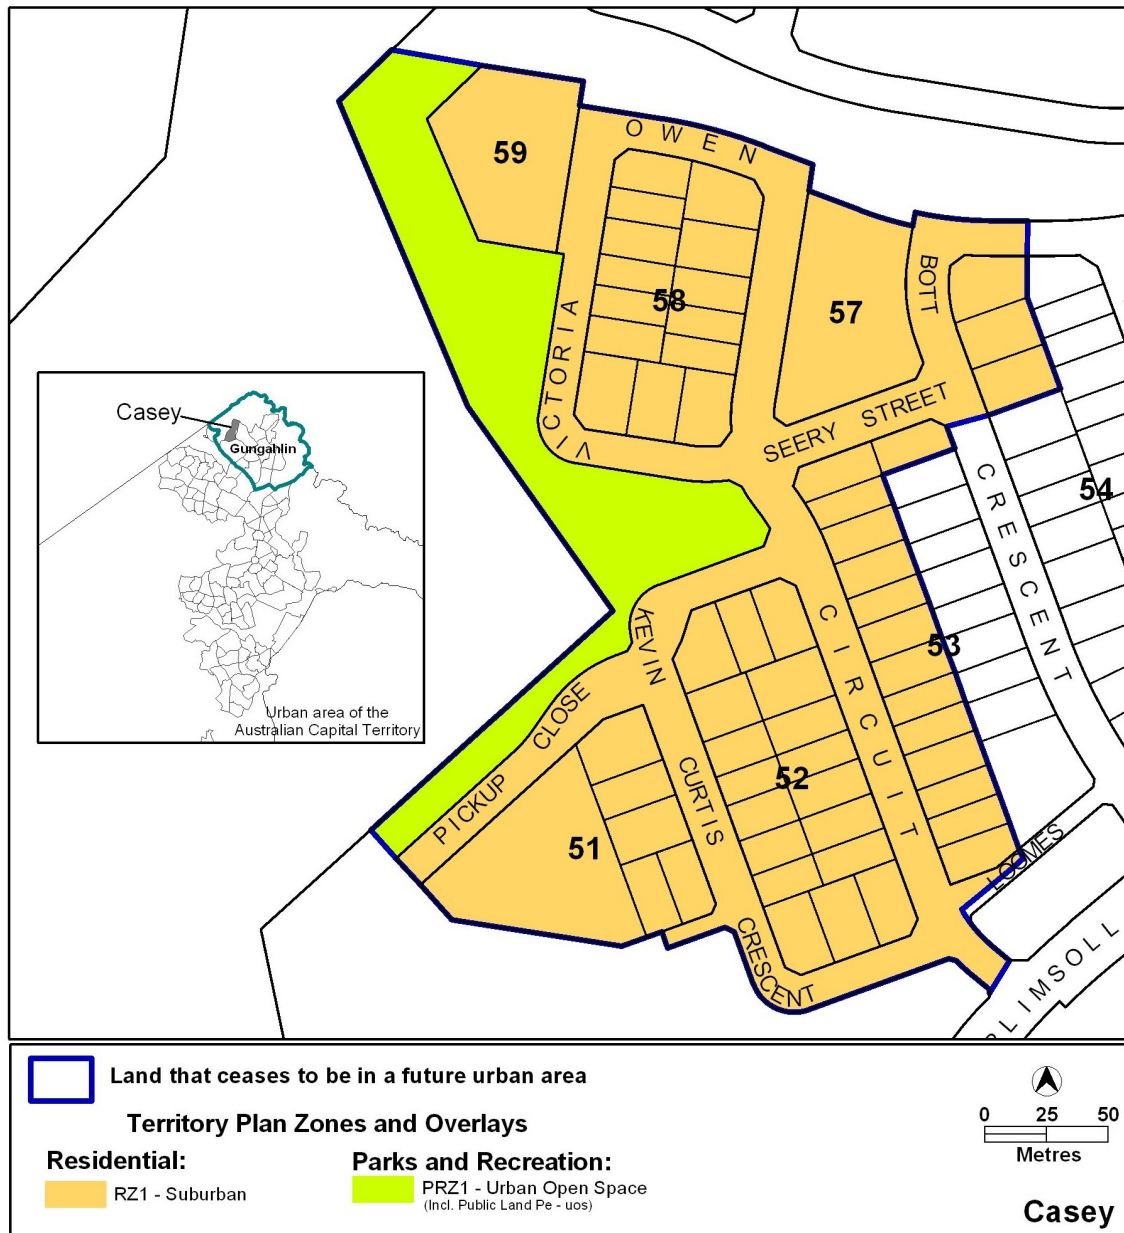 OWEN
59
58
57
BOTT
VICTORIA
SEERY STREET
Casey
Gungahlin
Urban area of the
Australian Capital Territory
54
CRESCENT
KEVIN
CIRCUIT
53
PICKUP CLOSE
CURTIS
52
51
LOOMES
CRESCENT
PLIMSOLL
Land that ceases to be in a future urban area
Territory Plan Zones and Overlays
Residential:
RZ1 - Suburban
Parks and Recreation:
PRZ1 - Urban Open Space
(Incl. Public Land Pe - uos)
0 25 50
Metres
Casey